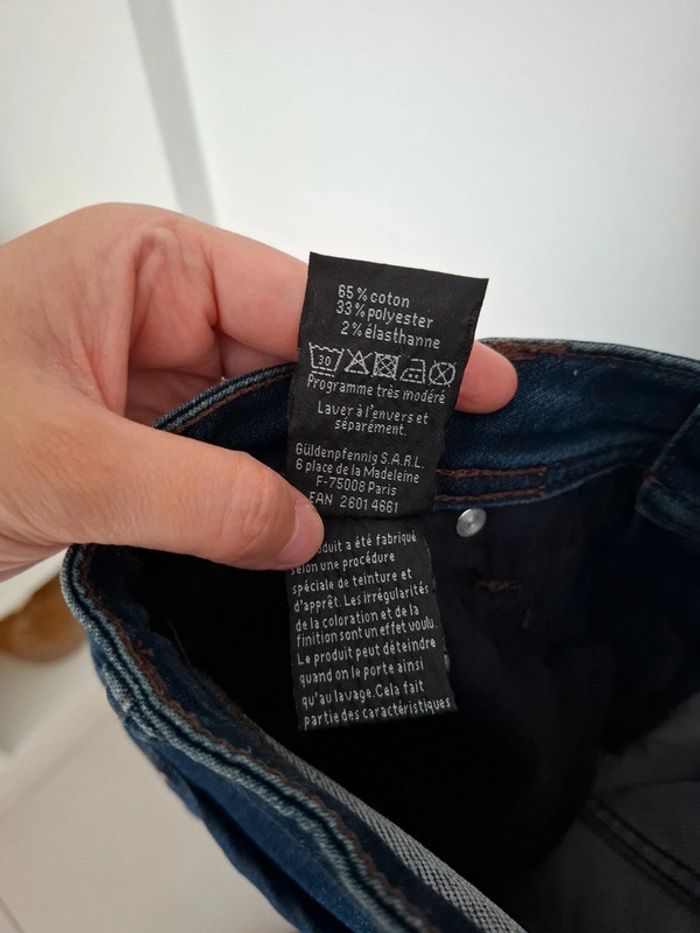 65% coton
33% polyester
2% élasthanne
30
Programme très modéré
Laver à l'envers et
séparément.
Güldenpfennig S.A.R.L.
6 place de la Madeleine
F-75008 Paris
EAN 2601 4661
duit a été fabriqué
selon une procédure
spéciale de teinture et
d'apprêt. Les irrégularités
de la coloration et de la
finition sont un effet voulu.
Le produit peut déteindre
quand on le porte ainsi
qu'au lavage. Cela fait
partie des caractéristiques